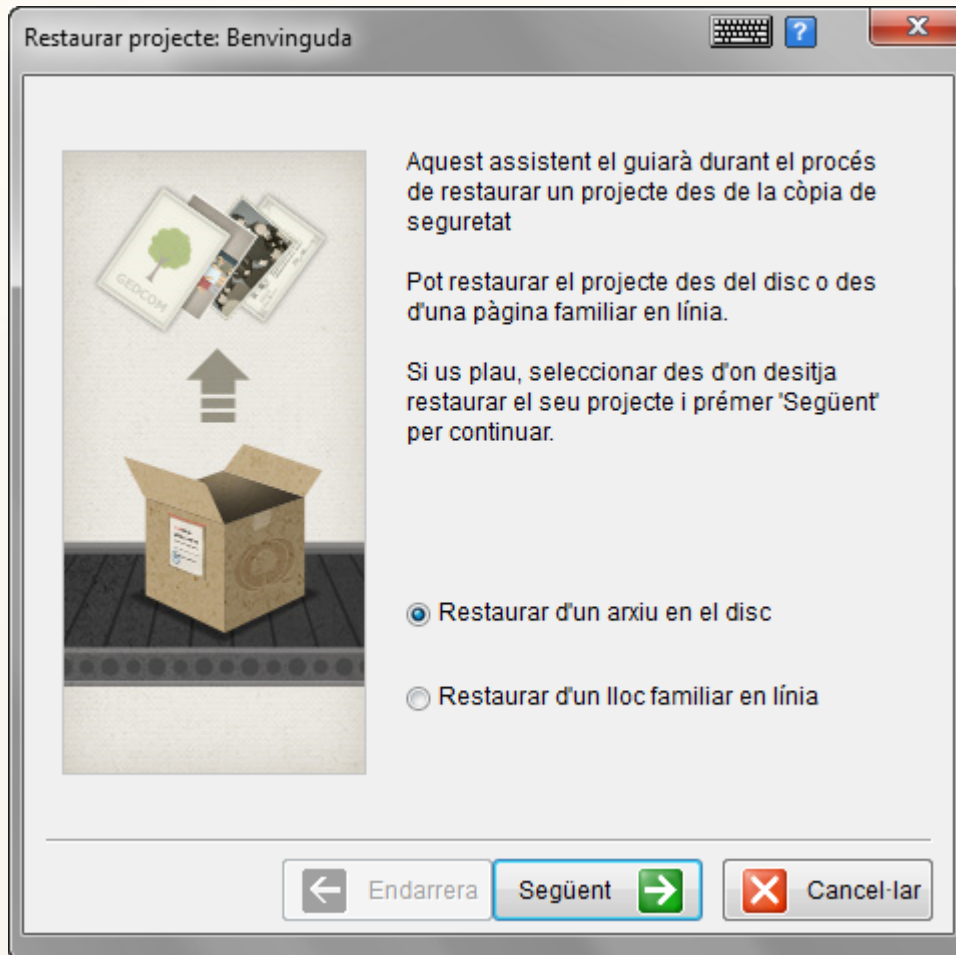 Restaurar projecte: Benvinguda
?
GEDCOM
Aquest assistent el guiarà durant el procés
de restaurar un projecte des de la còpia de
seguretat
Pot restaurar el projecte des del disc o des
d'una pàgina familiar en línia.
Si us plau, seleccionar des d'on desitja
restaurar el seu projecte i prémer 'Següent'
per continuar.
Restaurar d'un arxiu en el disc
Restaurar d'un lloc familiar en línia
Endarrera
Següent
Cancel·lar